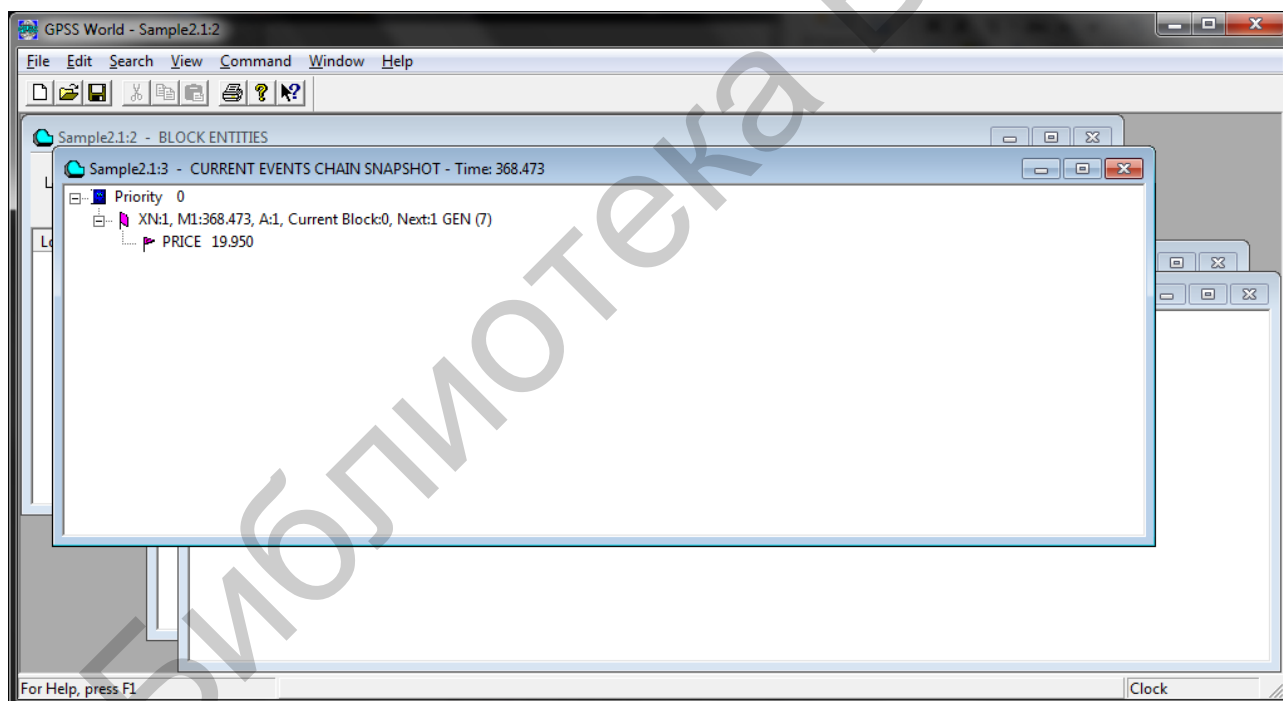 GPSS World - Sample2.1:2
File Edit Search View Command Window Help
Sample2.1:2 - BLOCK ENTITIES
Sample2.1:3 - CURRENT EVENTS CHAIN SNAPSHOT - Time: 368.473
Priority 0
XN:1, M1:368.473, A:1, Current Block:0, Next:1 GEN (7)
PRICE 19.950
For Help, press F1
Clock
Библиотека